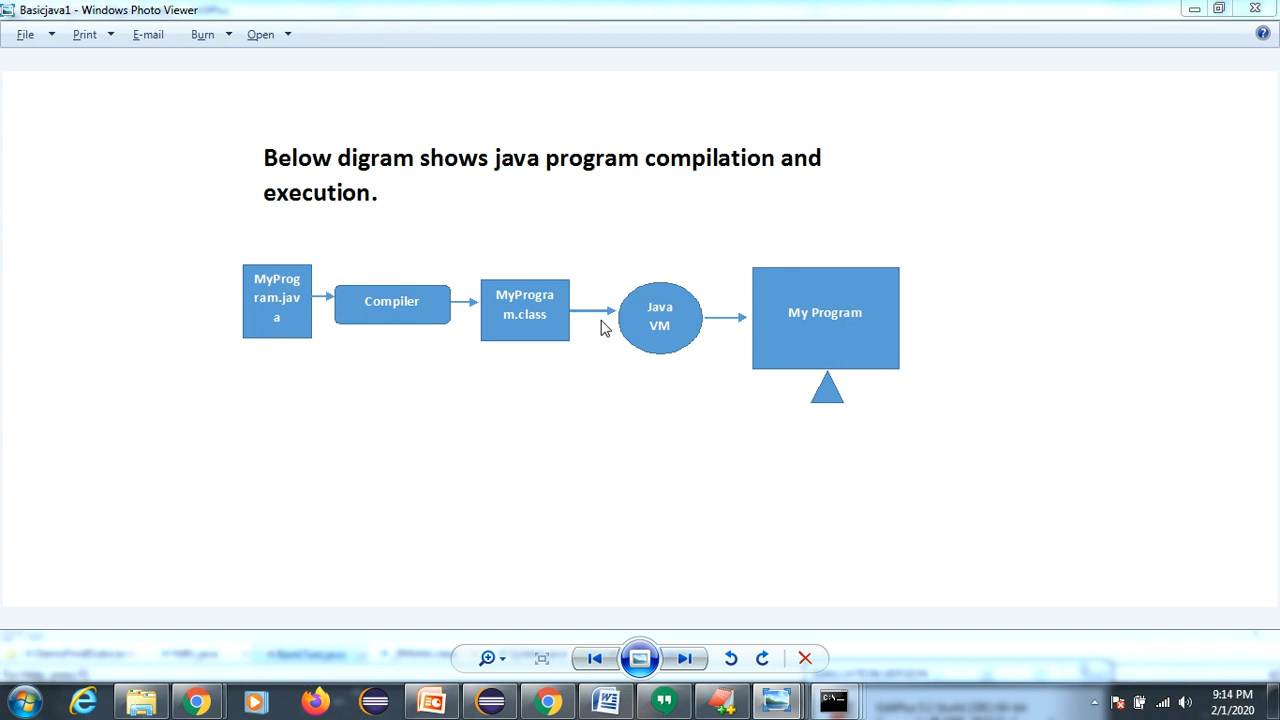 Basicjava1 - Windows Photo Viewer
File
Print
E-mail
Burn
Open
Below digram shows java program compilation and
execution.
MyProg
ram.jav
a
Compiler
MyProgra
m.class
Java
VM
My Program
9:14 PM
2/1/2020